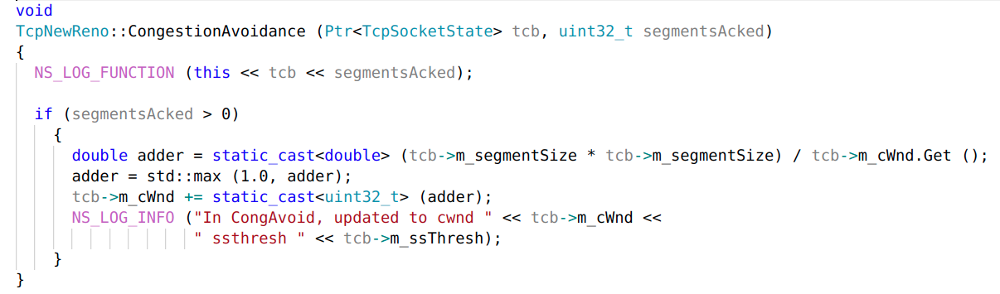 void
TcpNewReno::CongestionAvoidance (Ptr<TcpSocketState> tcb, uint32_t segmentsAcked)
{
  NS_LOG_FUNCTION (this << tcb << segmentsAcked);

  if (segmentsAcked > 0)
    {
      double adder = static_cast<double> (tcb->m_segmentSize * tcb->m_segmentSize) / tcb->m_cWnd.Get ();
      adder = std::max (1.0, adder);
      tcb->m_cWnd += static_cast<uint32_t> (adder);
      NS_LOG_INFO ("In CongAvoid, updated to cwnd " << tcb->m_cWnd <<
                   " ssthresh " << tcb->m_ssThresh);
    }
}